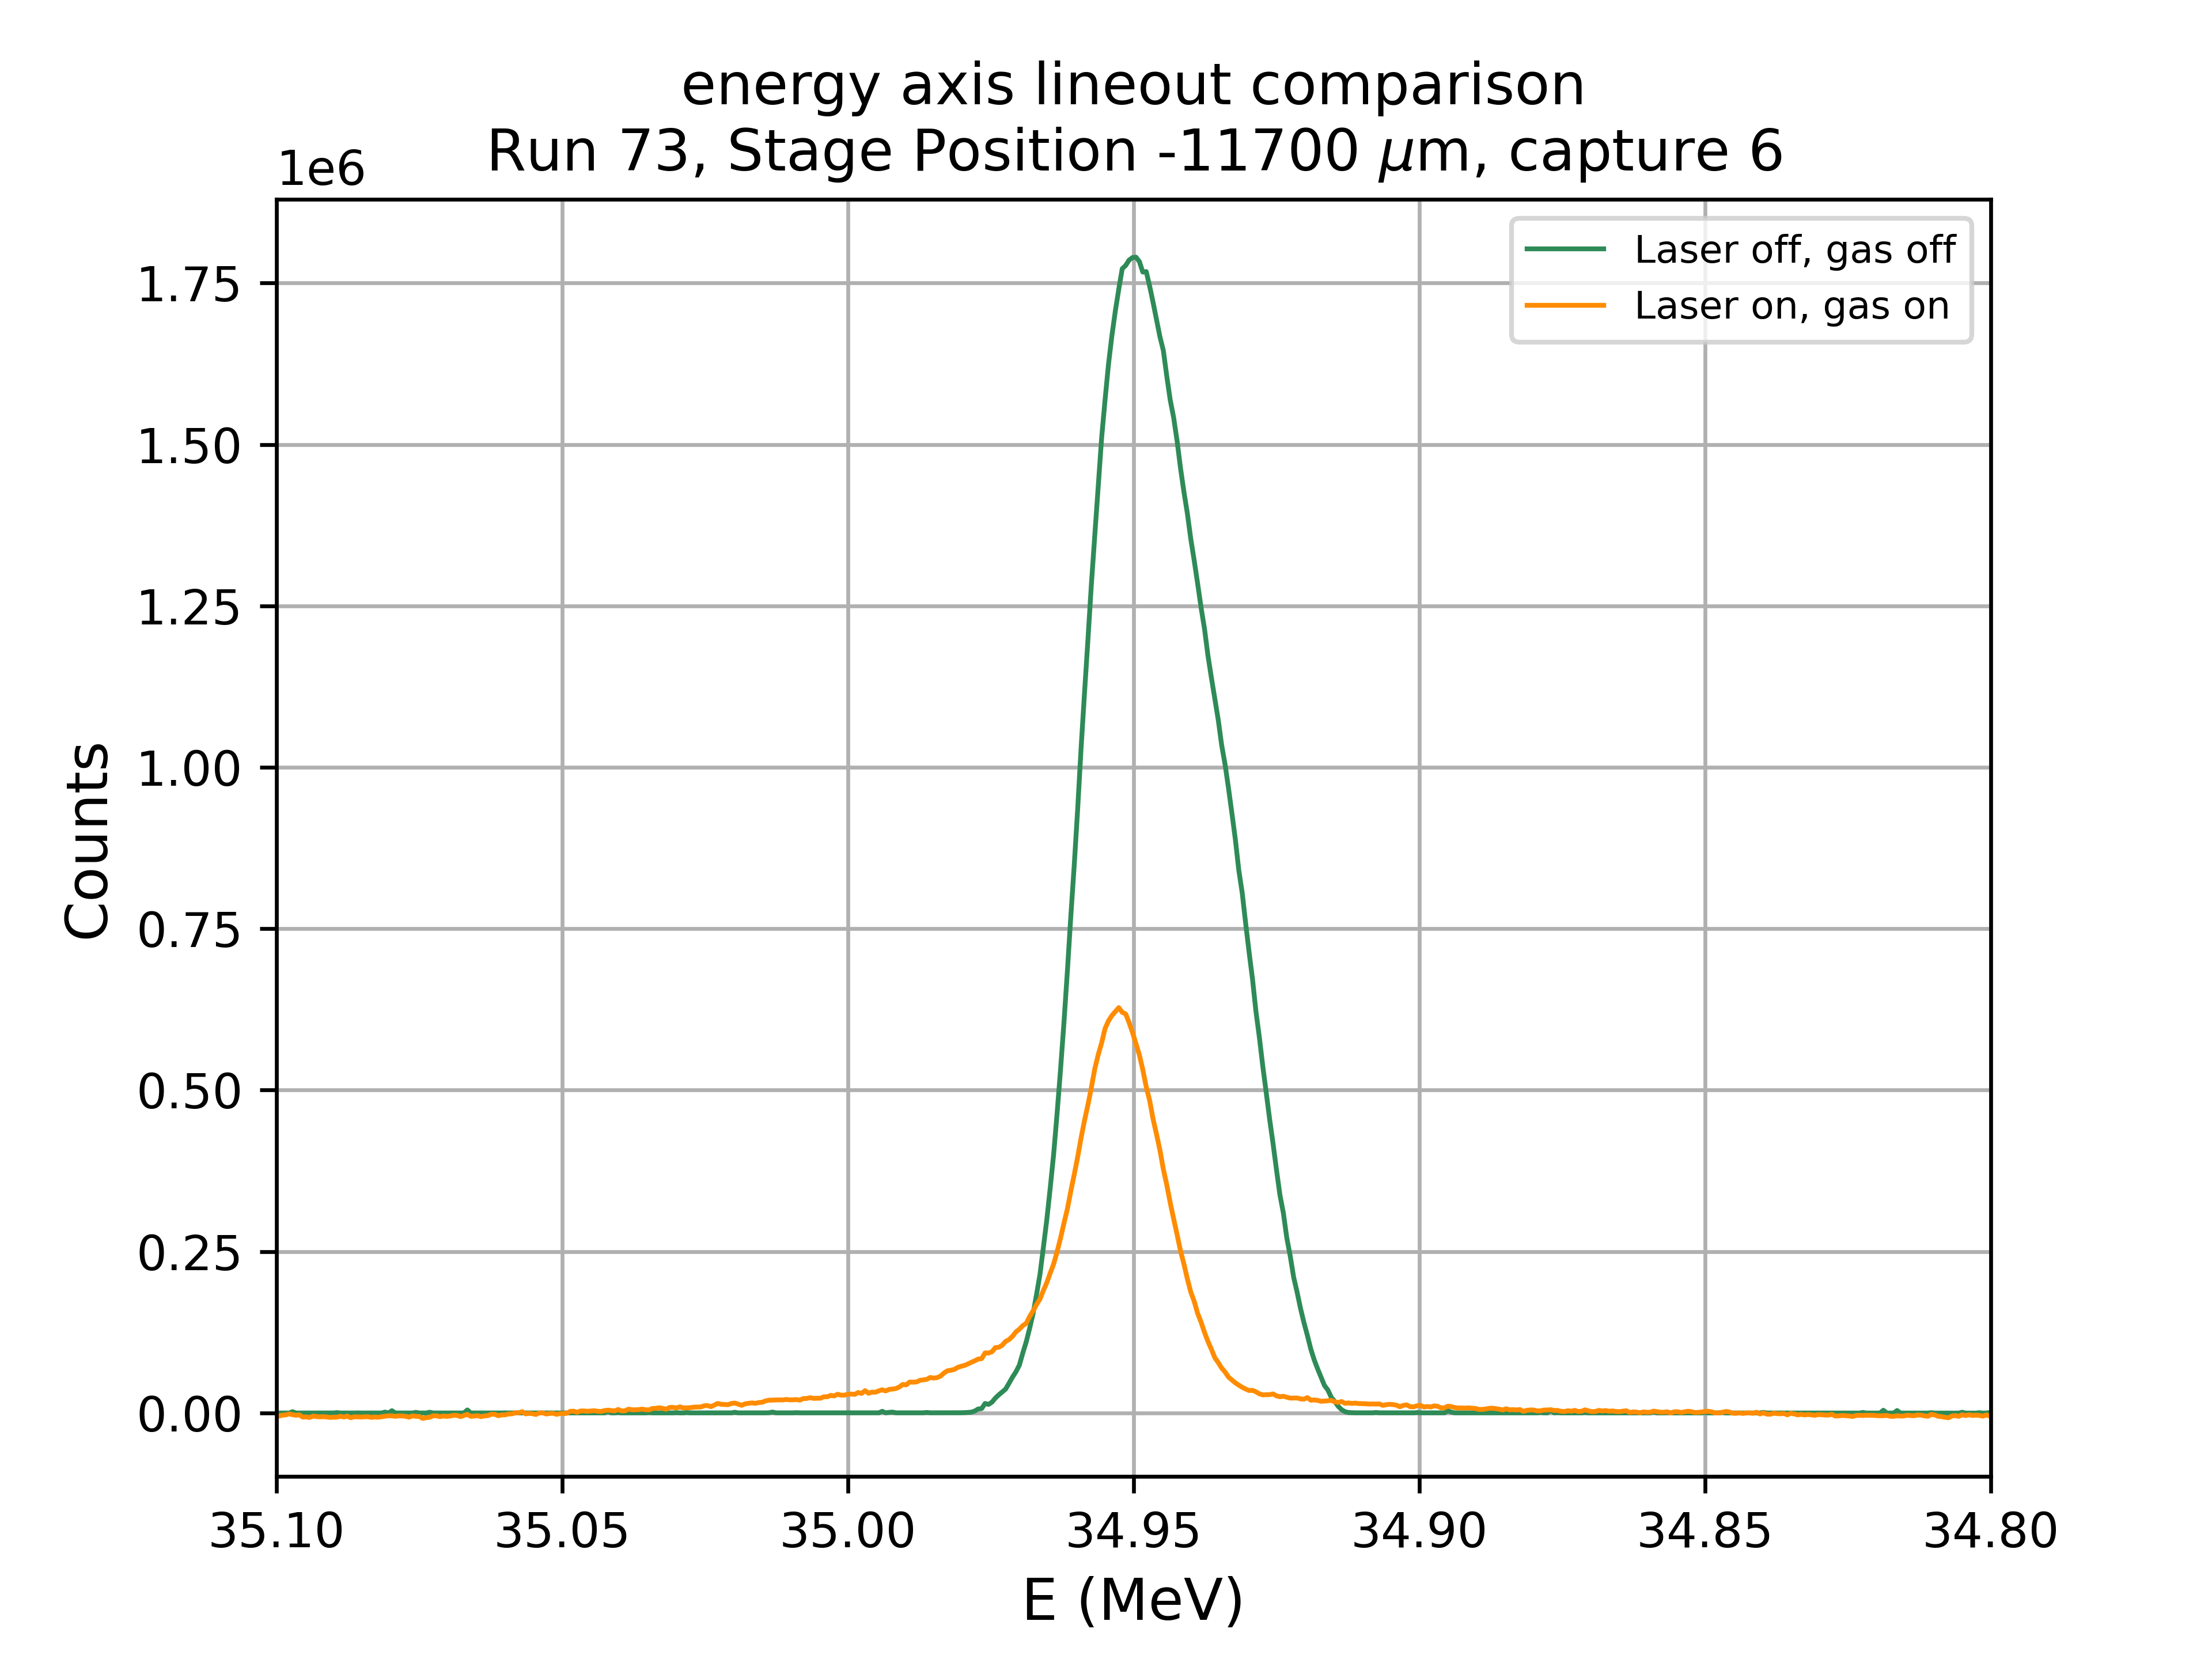 energy axis lineout comparison
Run 73, Stage Position -11700 μm, capture 6
1e6
Laser off, gas off
Laser on, gas on
1.75
1.50
1.25
1.00
0.75
0.50
0.25
0.00
Counts
35.10 35.05 35.00 34.95 34.90 34.85 34.80
E (MeV)